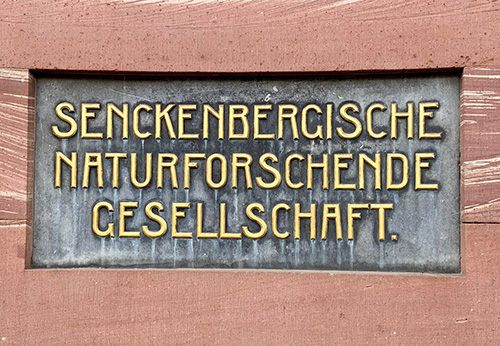 SENCKENBERGISCHE
NATURFORSCHENDE
GESELLSCHAFT.